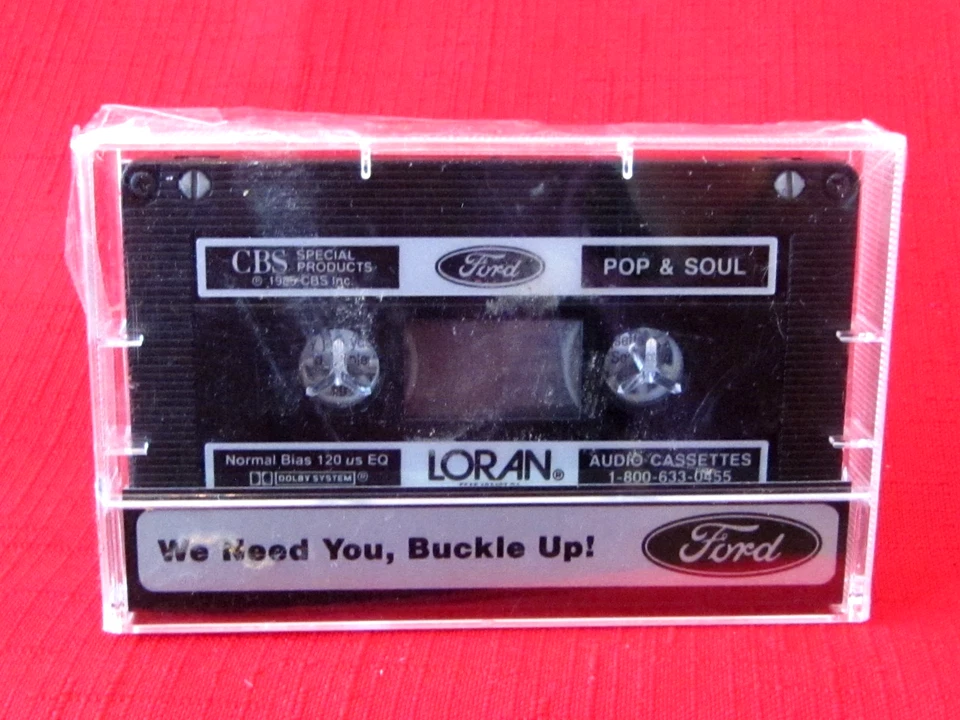 CBS SPECIAL
PRODUCTS
Ⓟ 1985 CBS Inc.
Ford
POP & SOUL
Normal Bias 120 us EQ
DOLBY SYSTEM ®
LORAN®
AUDIO CASSETTES
1-800-633-0455
We Need You, Buckle Up!
Ford